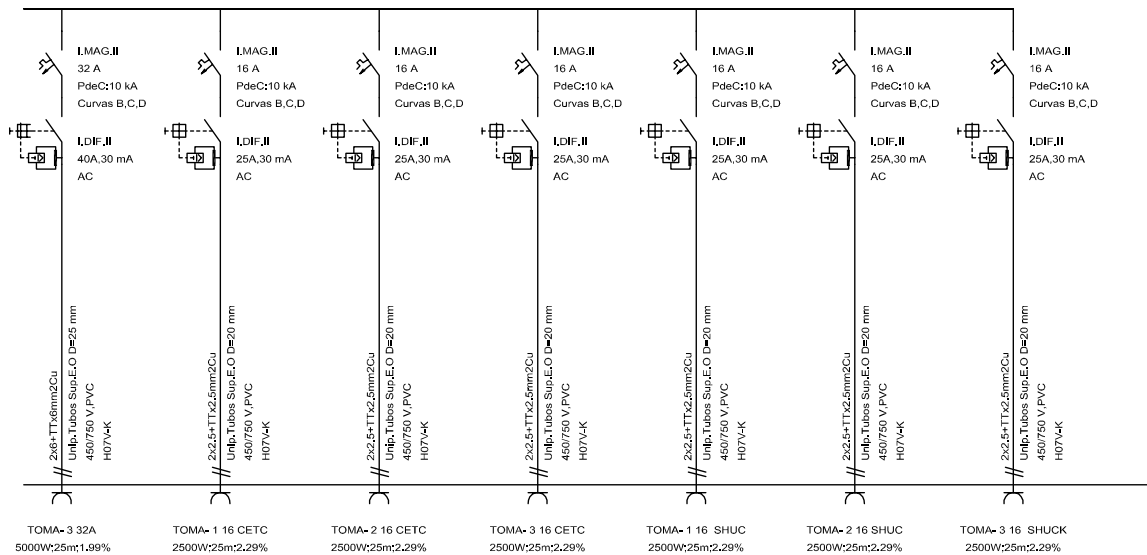 I.MAG.II
32 A
PdeC:10 kA
Curvas B,C,D
I.DIF.II
40A,30 mA
AC
2x6+TTx6mm2Cu
Unip.Tubos Sup.E.O D=25 mm
450/750 V,PVC
H07V-K
TOMA- 3 32A
5000W;25m;1.99%
I.MAG.II
16 A
PdeC:10 kA
Curvas B,C,D
I.DIF.II
25A,30 mA
AC
2x2,5+TTx2,5mm2Cu
Unip.Tubos Sup.E.O D=20 mm
450/750 V,PVC
H07V-K
TOMA- 1 16 CETC
2500W;25m;2.29%
I.MAG.II
16 A
PdeC:10 kA
Curvas B,C,D
I.DIF.II
25A,30 mA
AC
2x2,5+TTx2,5mm2Cu
Unip.Tubos Sup.E.O D=20 mm
450/750 V,PVC
H07V-K
TOMA- 2 16 CETC
2500W;25m;2.29%
I.MAG.II
16 A
PdeC:10 kA
Curvas B,C,D
I.DIF.II
25A,30 mA
AC
2x2,5+TTx2,5mm2Cu
Unip.Tubos Sup.E.O D=20 mm
450/750 V,PVC
H07V-K
TOMA- 3 16 CETC
2500W;25m;2.29%
I.MAG.II
16 A
PdeC:10 kA
Curvas B,C,D
I.DIF.II
25A,30 mA
AC
2x2,5+TTx2,5mm2Cu
Unip.Tubos Sup.E.O D=20 mm
450/750 V,PVC
H07V-K
TOMA- 1 16 SHUC
2500W;25m;2.29%
I.MAG.II
16 A
PdeC:10 kA
Curvas B,C,D
I.DIF.II
25A,30 mA
AC
2x2,5+TTx2,5mm2Cu
Unip.Tubos Sup.E.O D=20 mm
450/750 V,PVC
H07V-K
TOMA- 2 16 SHUC
2500W;25m;2.29%
I.MAG.II
16 A
PdeC:10 kA
Curvas B,C,D
I.DIF.II
25A,30 mA
AC
2x2,5+TTx2,5mm2Cu
Unip.Tubos Sup.E.O D=20 mm
450/750 V,PVC
H07V-K
TOMA- 3 16 SHUCK
2500W;25m;2.29%